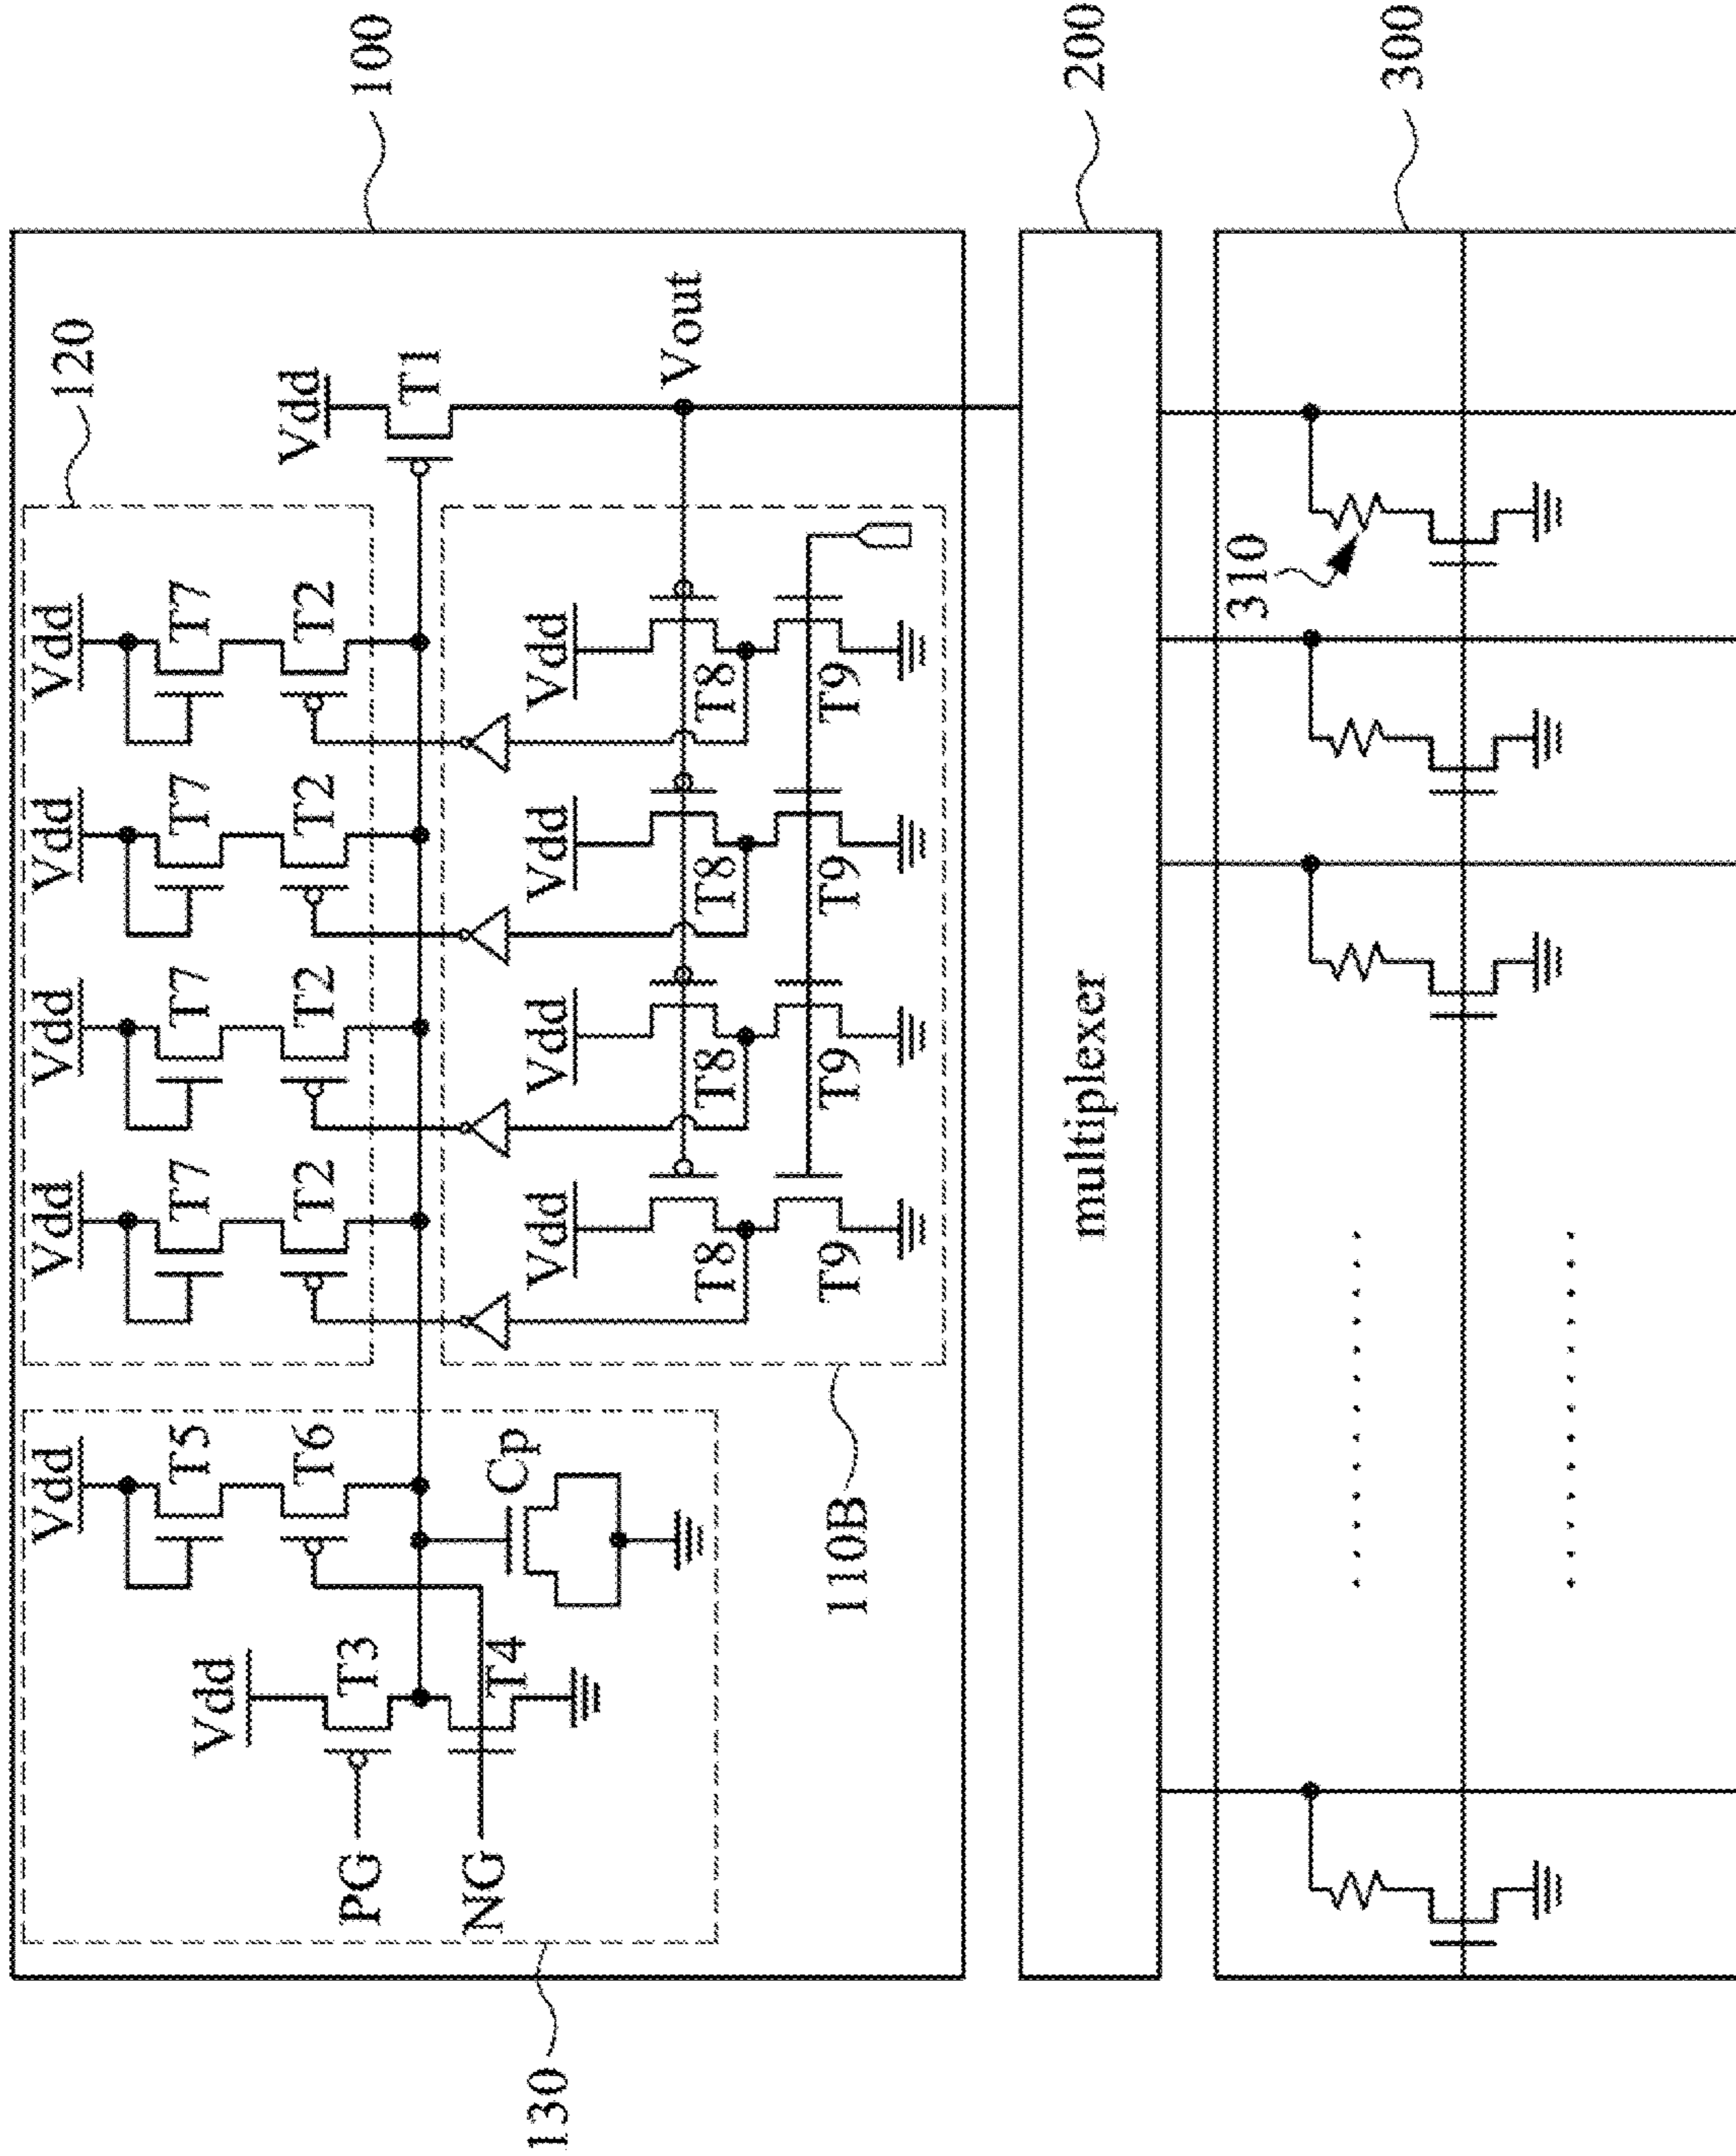 Vdd
Vdd
Vdd
Vdd
Vdd
120
T5
T7
T7
T7
T7
Vdd
T6
T2
T2
T2
T2
Vdd
PG
T3
T1
100
NG
T4
Cp
130
Vdd
Vdd
Vdd
Vdd
Vout
T8
T8
T8
T8
110B
T9
T9
T9
T9
multiplexer
200
310
300